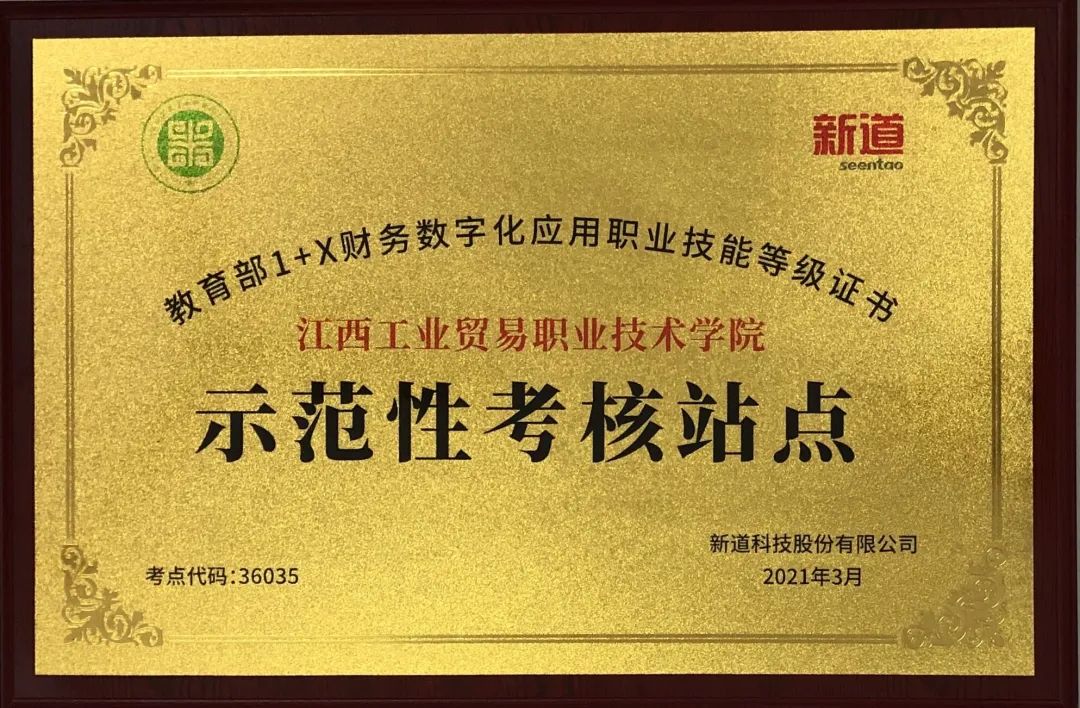 新道
seentao
教育部1+X财务数字化应用职业技能等级证书
江西工业贸易职业技术学院
示范性考核站点
新道科技股份有限公司
考点代码:36035
2021年3月